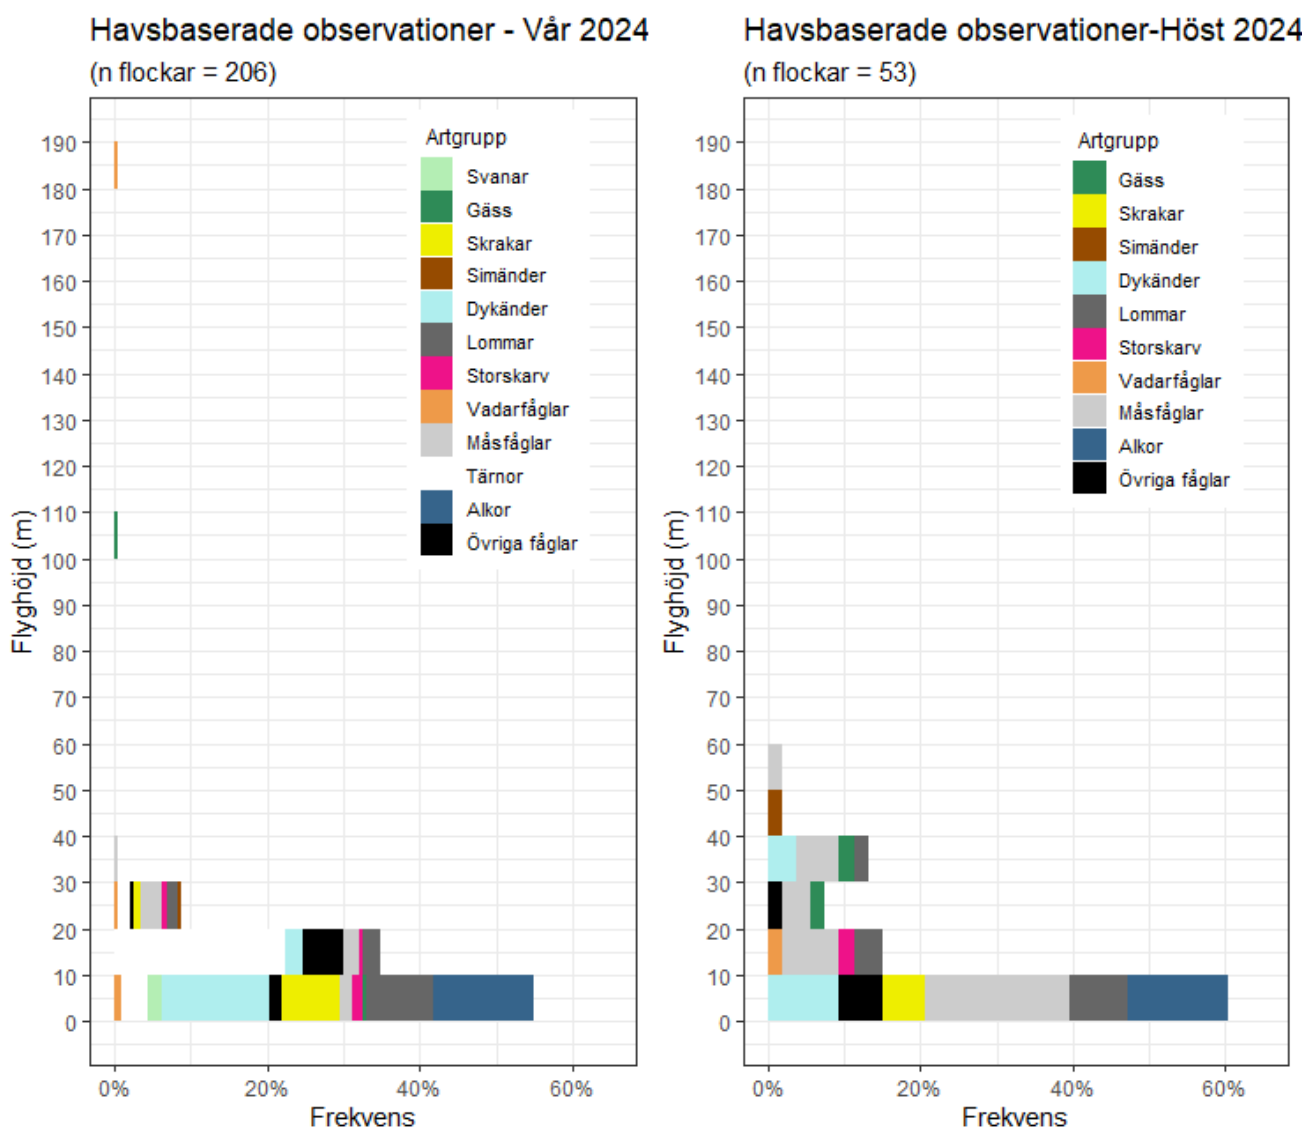 Havsbaserade observationer - Vår 2024
(n flockar = 206)
Artgrupp
Svanar
Gäss
Skrakar
Simänder
Dykänder
Lommar
Storskarv
Vadarfåglar
Måsfåglar
Tärnor
Alkor
Övriga fåglar
Flyghöjd (m)
190
180
170
160
150
140
130
120
110
100
90
80
70
60
50
40
30
20
10
0
0% 20% 40% 60%
Frekvens
Havsbaserade observationer-Höst 2024
(n flockar = 53)
Artgrupp
Gäss
Skrakar
Simänder
Dykänder
Lommar
Storskarv
Vadarfåglar
Måsfåglar
Alkor
Övriga fåglar
Flyghöjd (m)
190
180
170
160
150
140
130
120
110
100
90
80
70
60
50
40
30
20
10
0
0% 20% 40% 60%
Frekvens